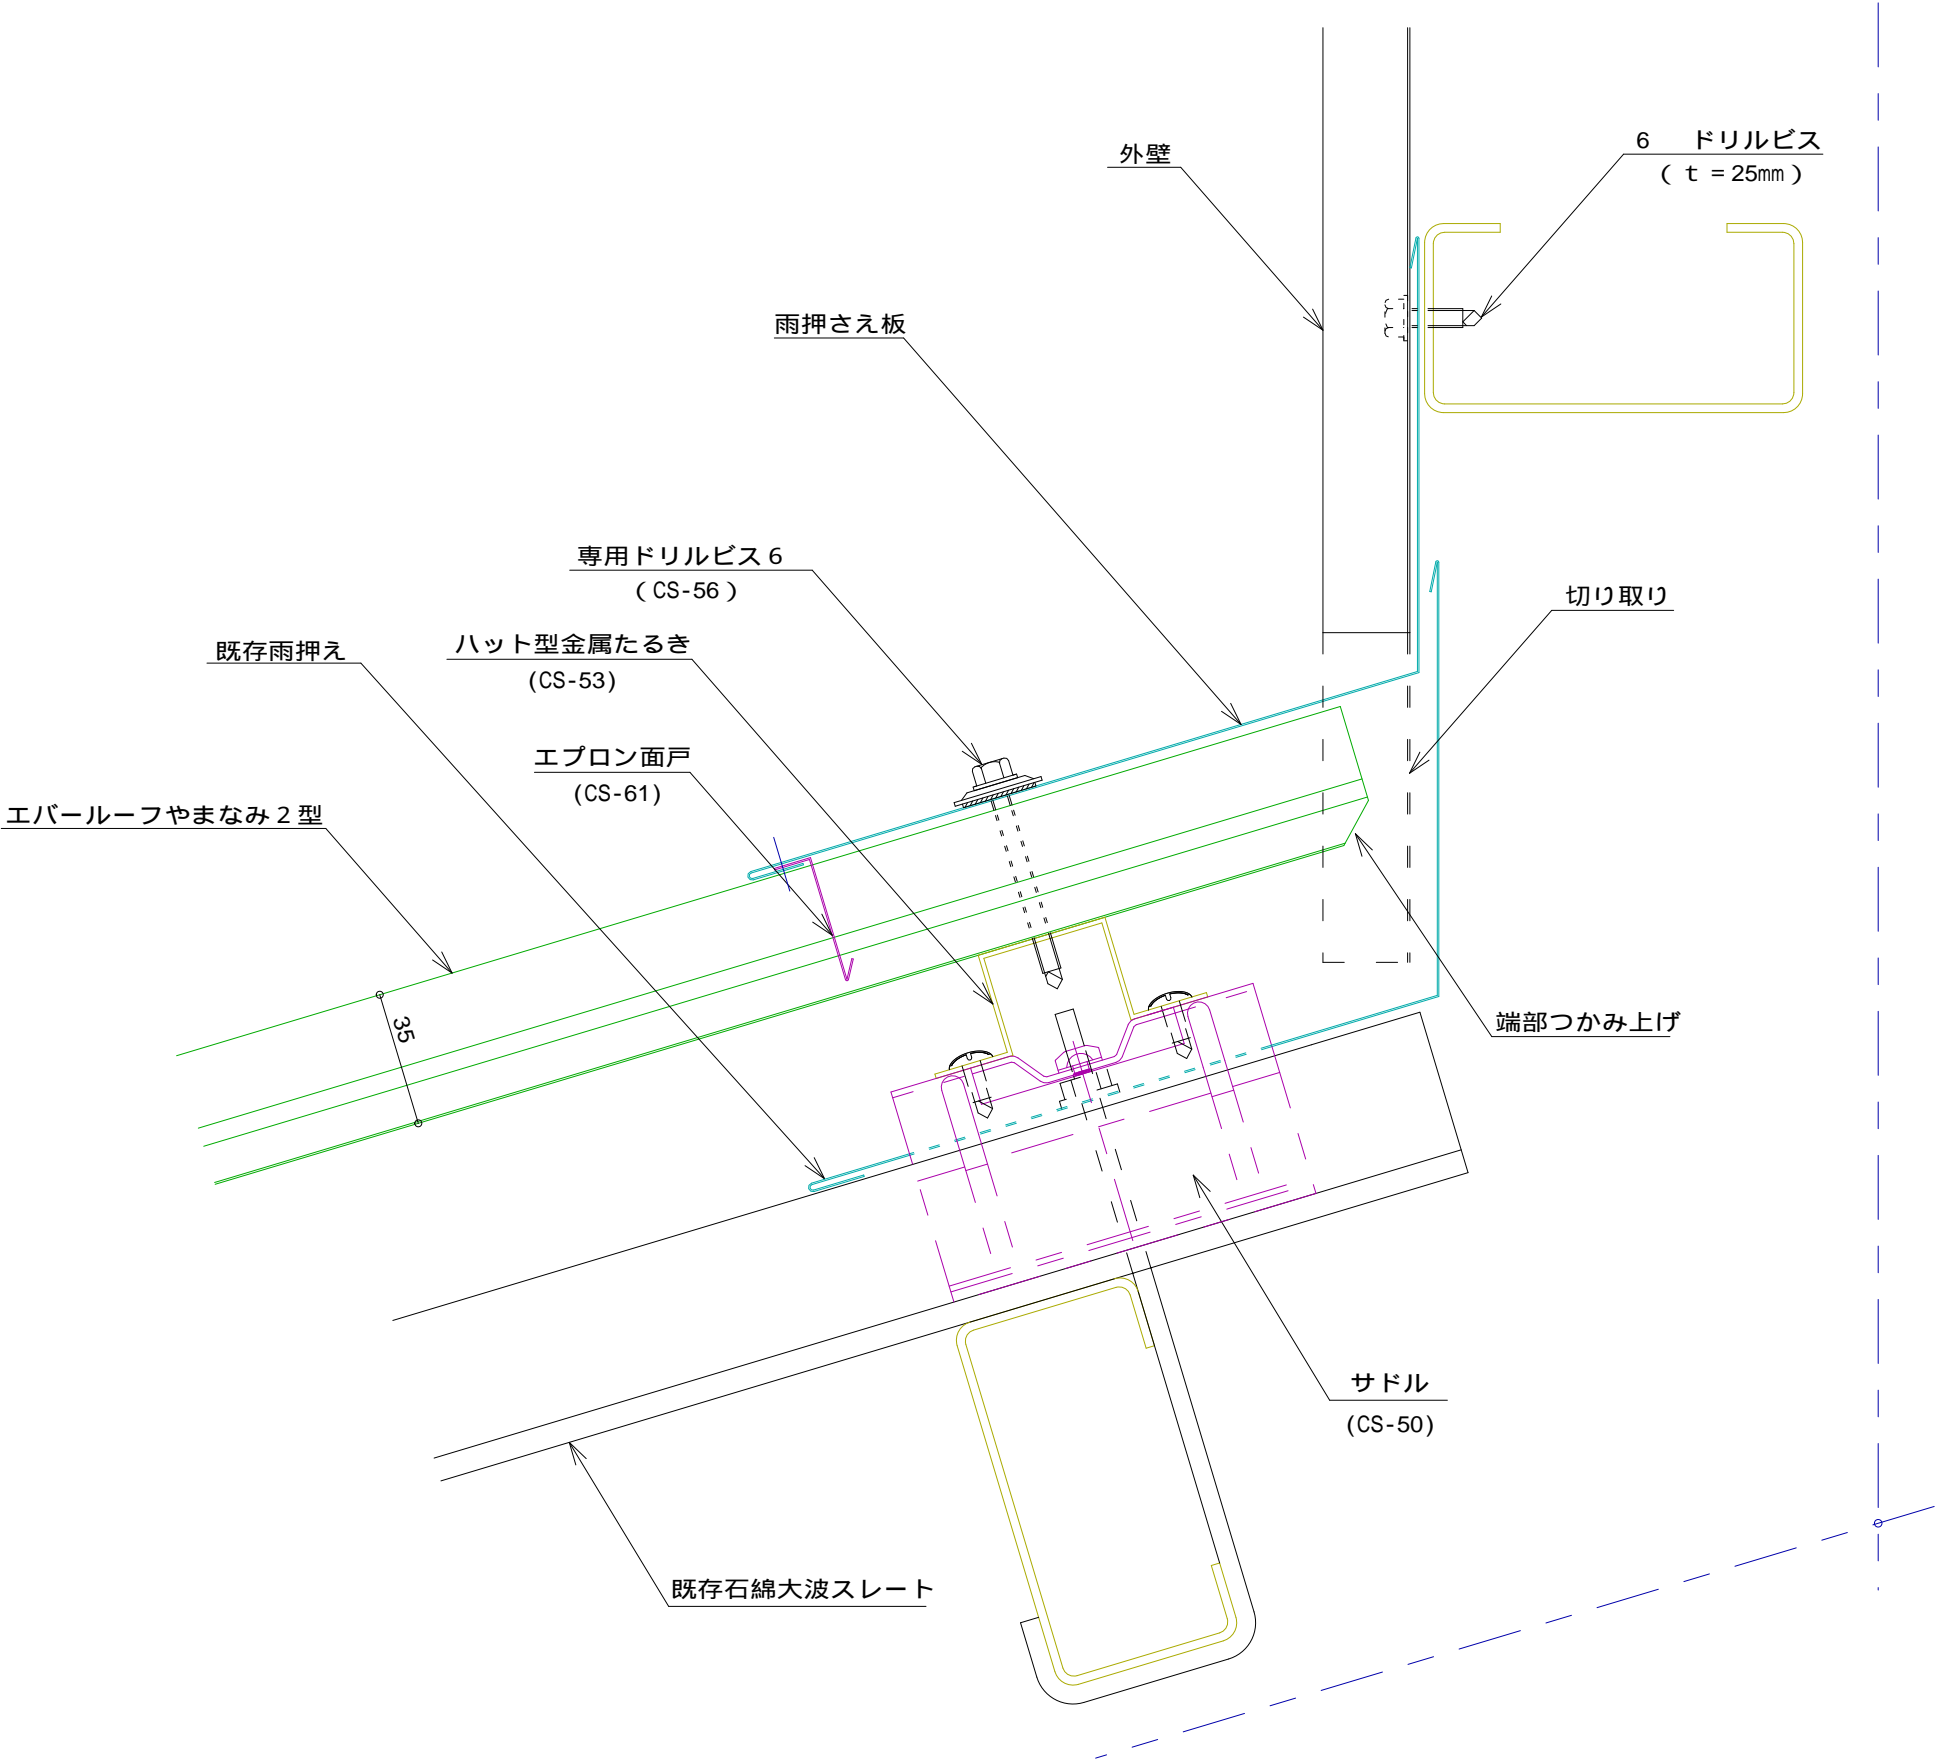 6　ドリルビス
( t = 25㎜ )
外壁
雨押さえ板
専用ドリルビス 6
( CS-56 )
切り取り
ハット型金属たるき
(CS-53)
既存雨押え
エプロン面戸
(CS-61)
エバールーフやまなみ２型
35
端部つかみ上げ
サドル
(CS-50)
既存石綿大波スレート